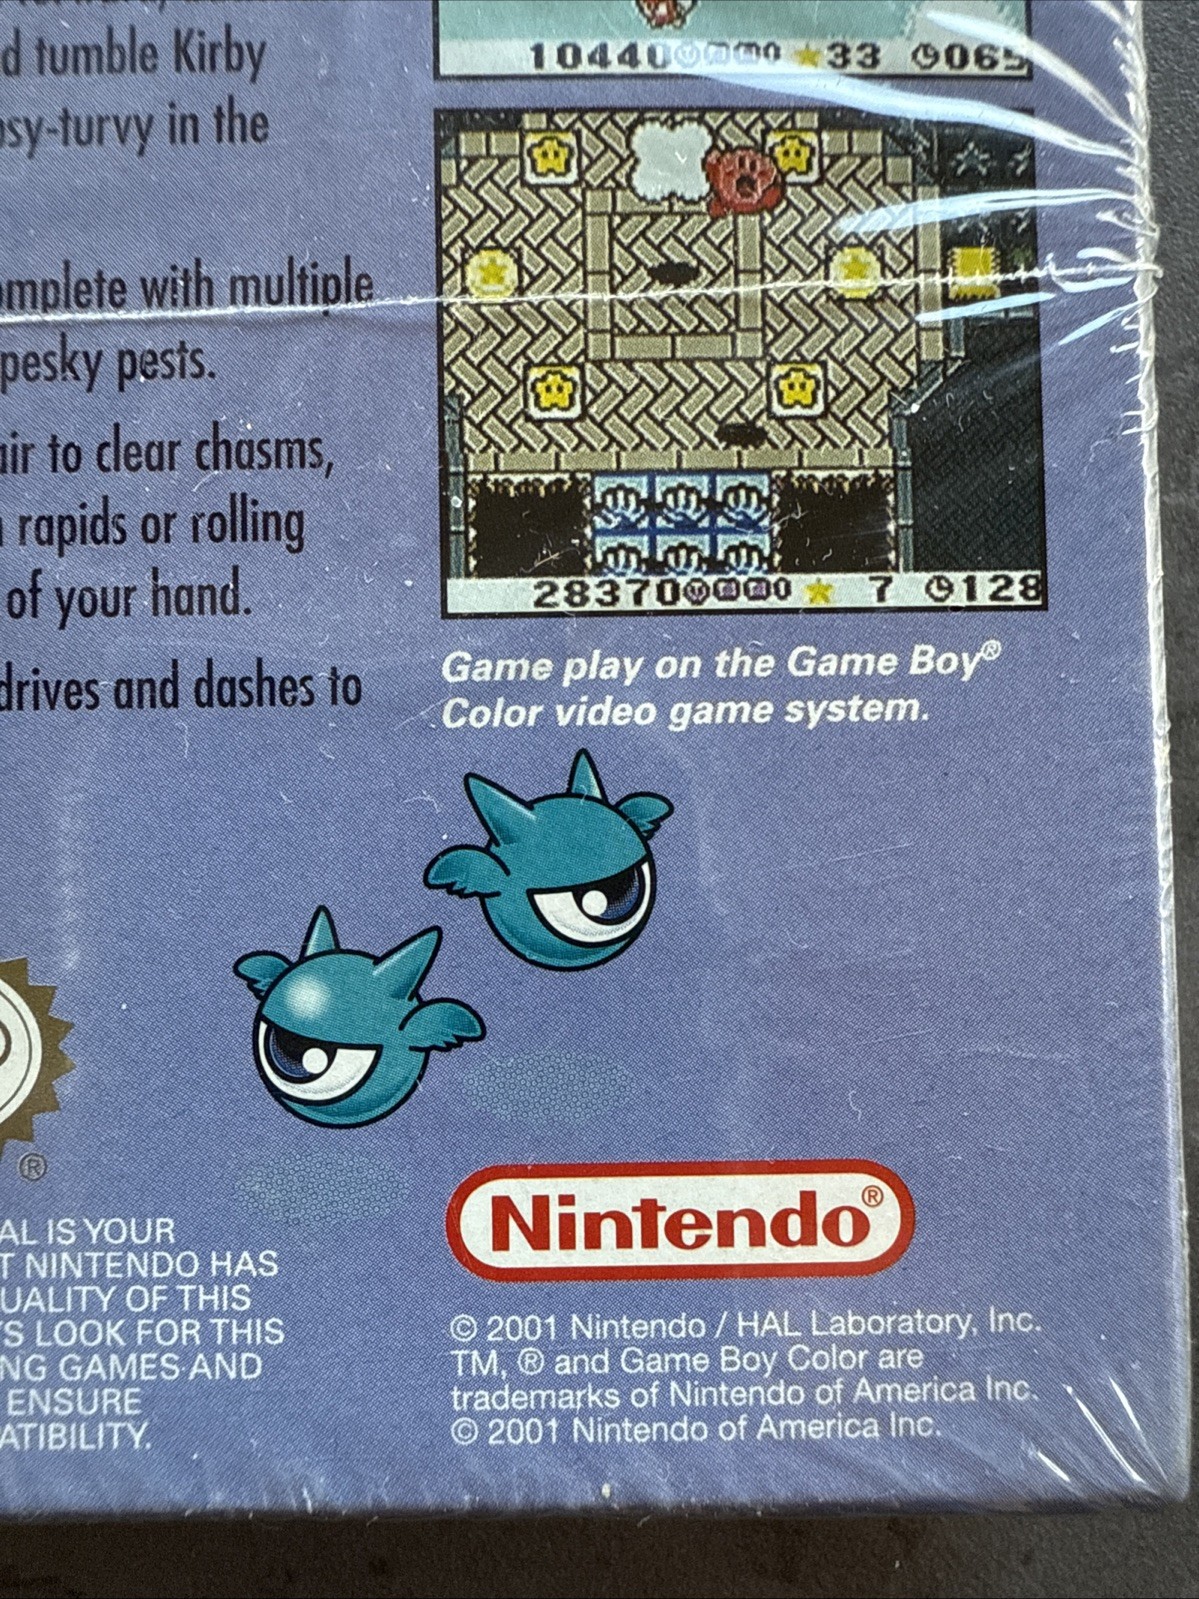 d tumble Kirby
sy-turvy in the
mplete with multiple
pesky pests.
air to clear chasms,
rapids or rolling
of your hand.
drives and dashes to
10440 33 065
28370 7 128
Game play on the Game Boy®
Color video game system.
®
AL IS YOUR
T NINTENDO HAS
UALITY OF THIS
'S LOOK FOR THIS
NG GAMES AND
ENSURE
ATIBILITY.
Nintendo®
© 2001 Nintendo / HAL Laboratory, Inc.
TM, ® and Game Boy Color are
trademarks of Nintendo of America Inc.
© 2001 Nintendo of America Inc.